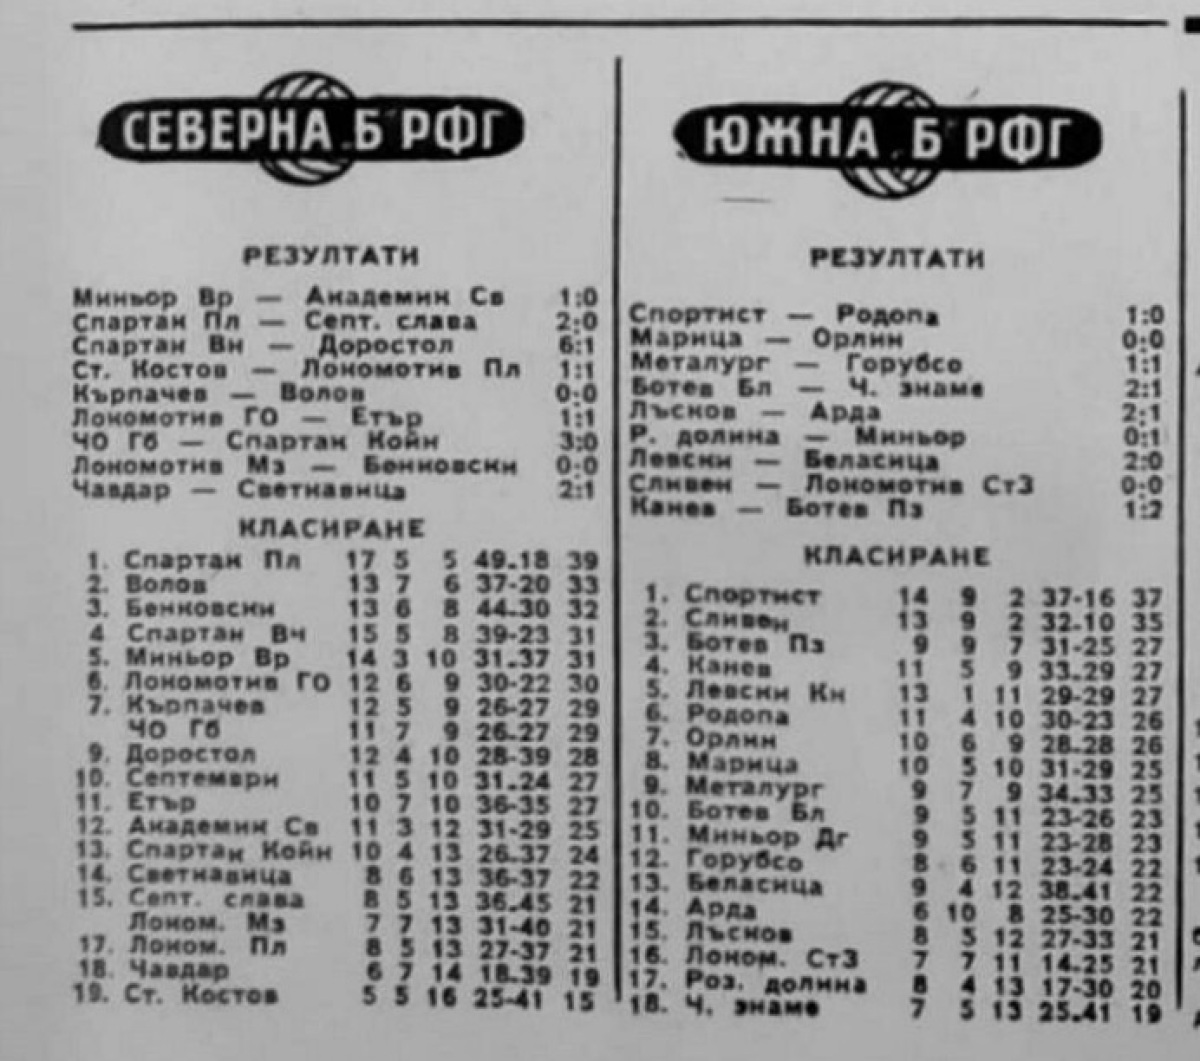 СЕВЕРНА Б РФГ
РЕЗУЛТАТИ
Миньор Вр — Академик Св 1:0
Спартак Пл — Септ. слава 2:0
Спартак Вн — Доростол 6:1
Ст. Костов — Локомотив Пл 1:1
Кърпачев — Волов 0:0
Локомотив ГО — Етър 1:1
ЧО Гб — Спартак Койн 3:0
Локомотив Мз — Бенковски 0:0
Чавдар — Светкавица 2:1
КЛАСИРАНЕ
1. Спартак Пл 17 5 5 49-18 39
2. Волов 13 7 6 37-20 33
3. Бенковски 13 6 8 44-30 32
4 Спартак Вч 15 5 8 39-23 31
5. Миньор Вр 14 3 10 31-37 31
6. Локомотив ГО 12 6 9 30-22 30
7. Кърпачев 12 5 9 26-27 29
ЧО Гб 11 7 9 26-27 29
9. Доростол 12 4 10 28-39 28
10. Септември 11 5 10 31-24 27
11. Етър 10 7 10 36-35 27
12. Академик Св 11 3 12 31-29 25
13. Спартак Койн 10 4 13 26-37 24
14. Светкавица 8 6 13 36-37 22
15. Септ. слава 8 5 13 36-45 21
Локом. Мз 7 7 13 31-40 21
17. Локом. Пл 8 5 13 27-37 21
18. Чавдар 6 7 14 18-39 19
19. Ст. Костов 5 5 16 25-41 15
ЮЖНА Б РФГ
РЕЗУЛТАТИ
Спортист — Родопа 1:0
Марица — Орлин 0:0
Металург — Горубсо 1:1
Ботев Бл — Ч. знаме 2:1
Лъсков — Арда 2:1
Р. долина — Миньор 0:1
Левски — Беласица 2:0
Сливен — Локомотив СтЗ 0:0
Канев — Ботев Пз 1:2
КЛАСИРАНЕ
1. Спортист 14 9 2 37-16 37
2. Сливен 13 9 2 32-10 35
3. Ботев Пз 9 9 7 31-25 27
4. Канев 11 5 9 33-29 27
5. Левски Кн 13 1 11 29-29 27
6. Родопа 11 4 10 30-23 26
7. Орлин 10 6 9 28-28 26
8. Марица 10 5 10 31-29 25
9. Металург 9 7 9 34-33 25
10. Ботев Бл 9 5 11 23-26 23
11. Миньор Дг 9 5 11 23-28 23
12. Горубсо 8 6 11 23-24 22
13. Беласица 9 4 12 38-41 22
14. Арда 6 10 8 25-30 22
15. Лъсков 8 5 12 27-33 21
16. Локом. СтЗ 7 7 11 14-25 21
17. Роз. долина 8 4 13 17-30 20
18. Ч. знаме 7 5 13 25-41 19